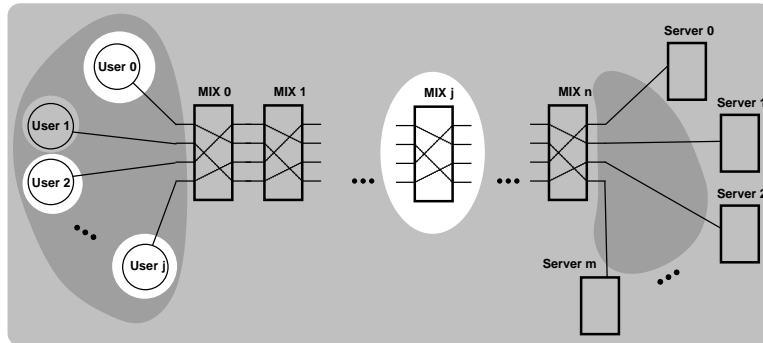 User 0
User 1
User 2
User j
MIX 0
MIX 1
MIX j
MIX n
Server 0
Server 1
Server 2
Server m